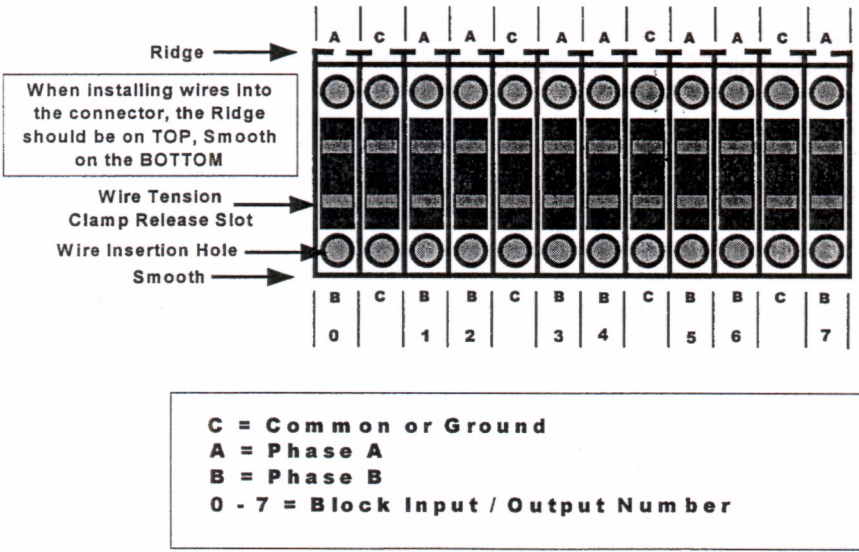 A C A A C A A C A A C A
Ridge
When installing wires into
the connector, the Ridge
should be on TOP, Smooth
on the BOTTOM
Wire Tension
Clamp Release Slot
Wire Insertion Hole
Smooth
B C B B C B B C B B C B
0 1 2 3 4 5 6 7
C = Common or Ground
A = Phase A
B = Phase B
0 - 7 = Block Input / Output Number